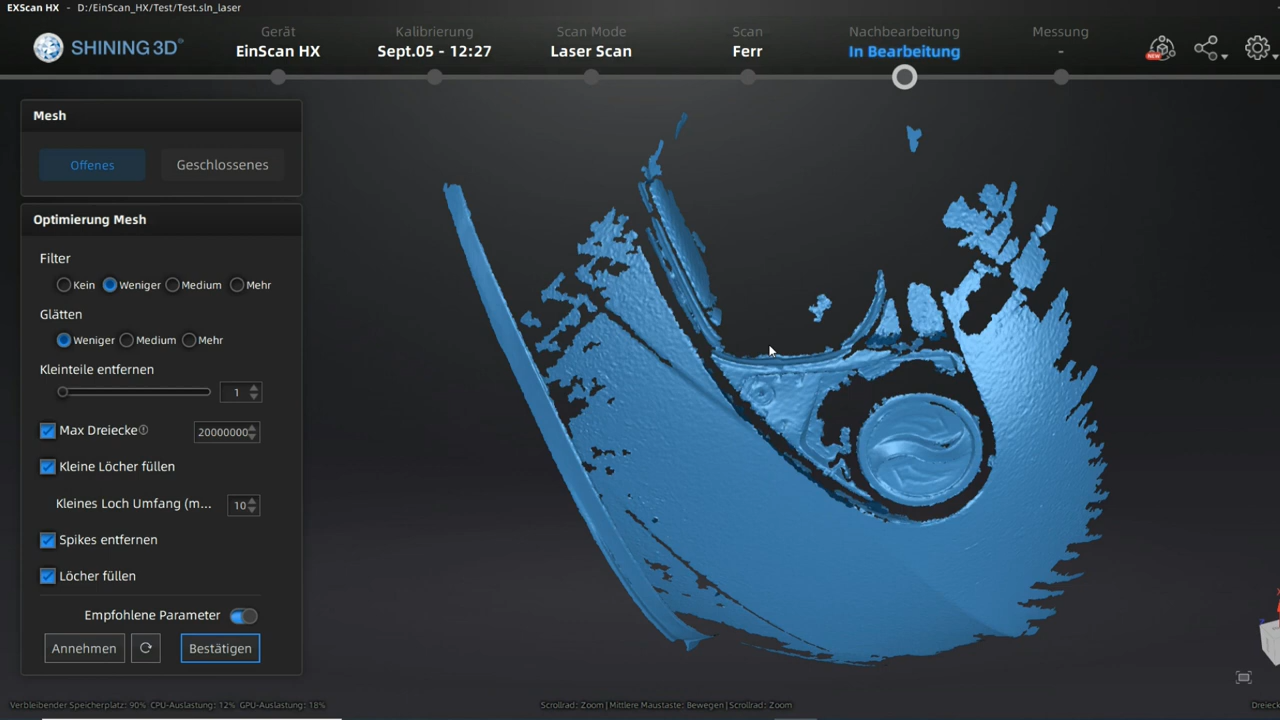 EXScan HX - D:/EinScan_HX/Test/Test.sln_laser
SHINING 3D®
Gerät
EinScan HX
Kalibrierung
Sept.05 - 12:27
Scan Mode
Laser Scan
Scan
Ferr
Nachbearbeitung
In Bearbeitung
Messung
-
NEW
Mesh
Offenes
Geschlossenes
Optimierung Mesh
Filter
Kein Weniger Medium Mehr
Glätten
Weniger Medium Mehr
Kleinteile entfernen
1
Max Dreiecke 20000000
Kleine Löcher füllen
Kleines Loch Umfang (m... 10
Spikes entfernen
Löcher füllen
Empfohlene Parameter
Annehmen Bestätigen
Verbleibender Speicherplatz: 90% CPU-Auslastung: 12% GPU-Auslastung: 18%
Scrollrad: Zoom | Mittlere Maustaste: Bewegen | Scrollrad: Zoom
Dreieck